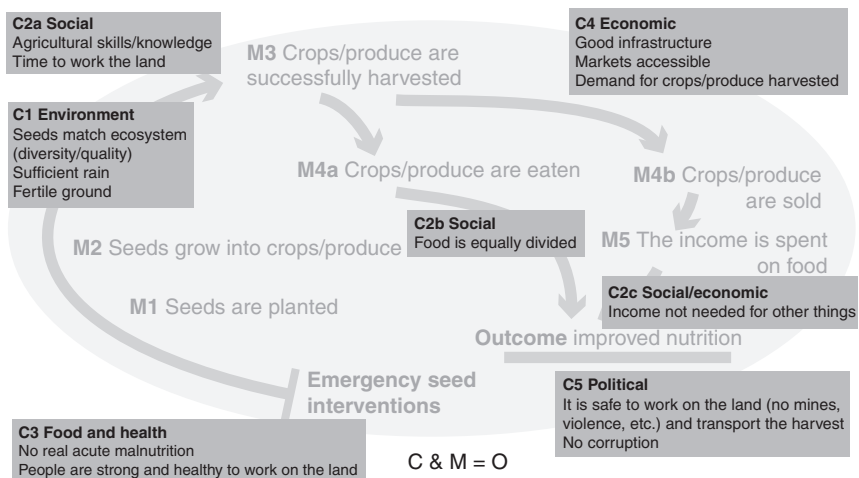 C2a Social
Agricultural skills/knowledge
Time to work the land
C4 Economic
Good infrastructure
Markets accessible
Demand for crops/produce harvested
M3 Crops/produce are
successfully harvested
C1 Environment
Seeds match ecosystem
(diversity/quality)
Sufficient rain
Fertile ground
M4a Crops/produce are eaten
M4b Crops/produce
are sold
C2b Social
Food is equally divided
M2 Seeds grow into crops/produce
M5 The income is spent
on food
C2c Social/economic
Income not needed for other things
M1 Seeds are planted
Outcome improved nutrition
Emergency seed
interventions
C5 Political
It is safe to work on the land (no mines,
violence, etc.) and transport the harvest
No corruption
C3 Food and health
No real acute malnutrition
People are strong and healthy to work on the land
C & M = O